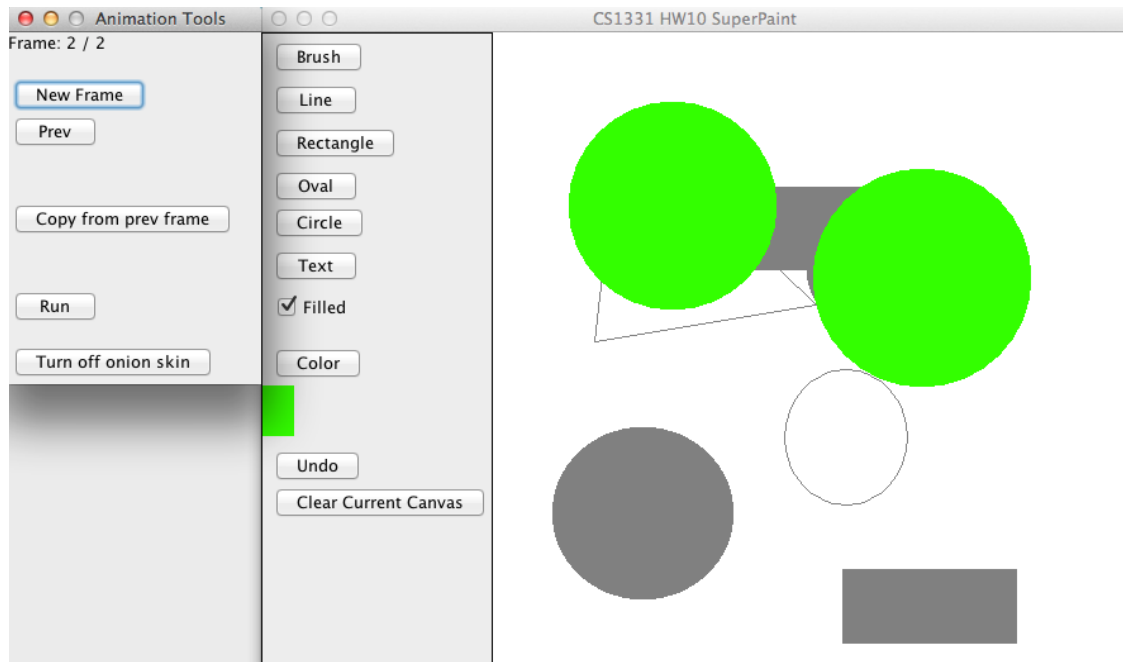 Animation Tools
Frame: 2 / 2
New Frame
Prev
Copy from prev frame
Run
Turn off onion skin
CS1331 HW10 SuperPaint
Brush
Line
Rectangle
Oval
Circle
Text
Filled
Color
Undo
Clear Current Canvas